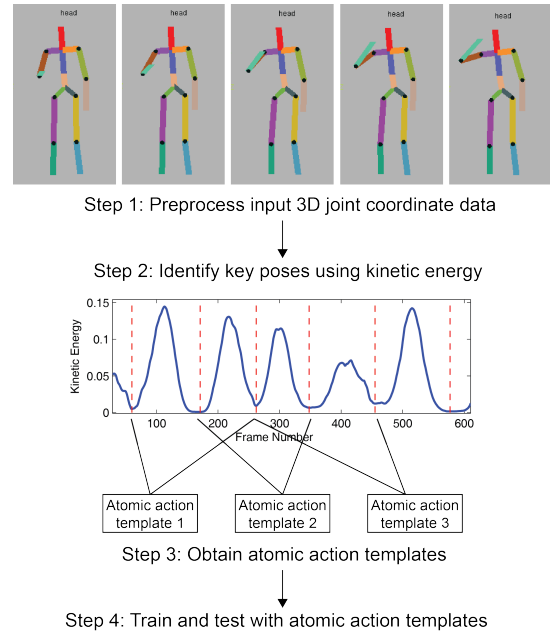 head head head head head
Step 1: Preprocess input 3D joint coordinate data
Step 2: Identify key poses using kinetic energy
0.15
0.1
0.05
0
Kinetic Energy
100 200 300 400 500 600
Frame Number
Atomic action Atomic action Atomic action
template 1 template 2 template 3
Step 3: Obtain atomic action templates
Step 4: Train and test with atomic action templates